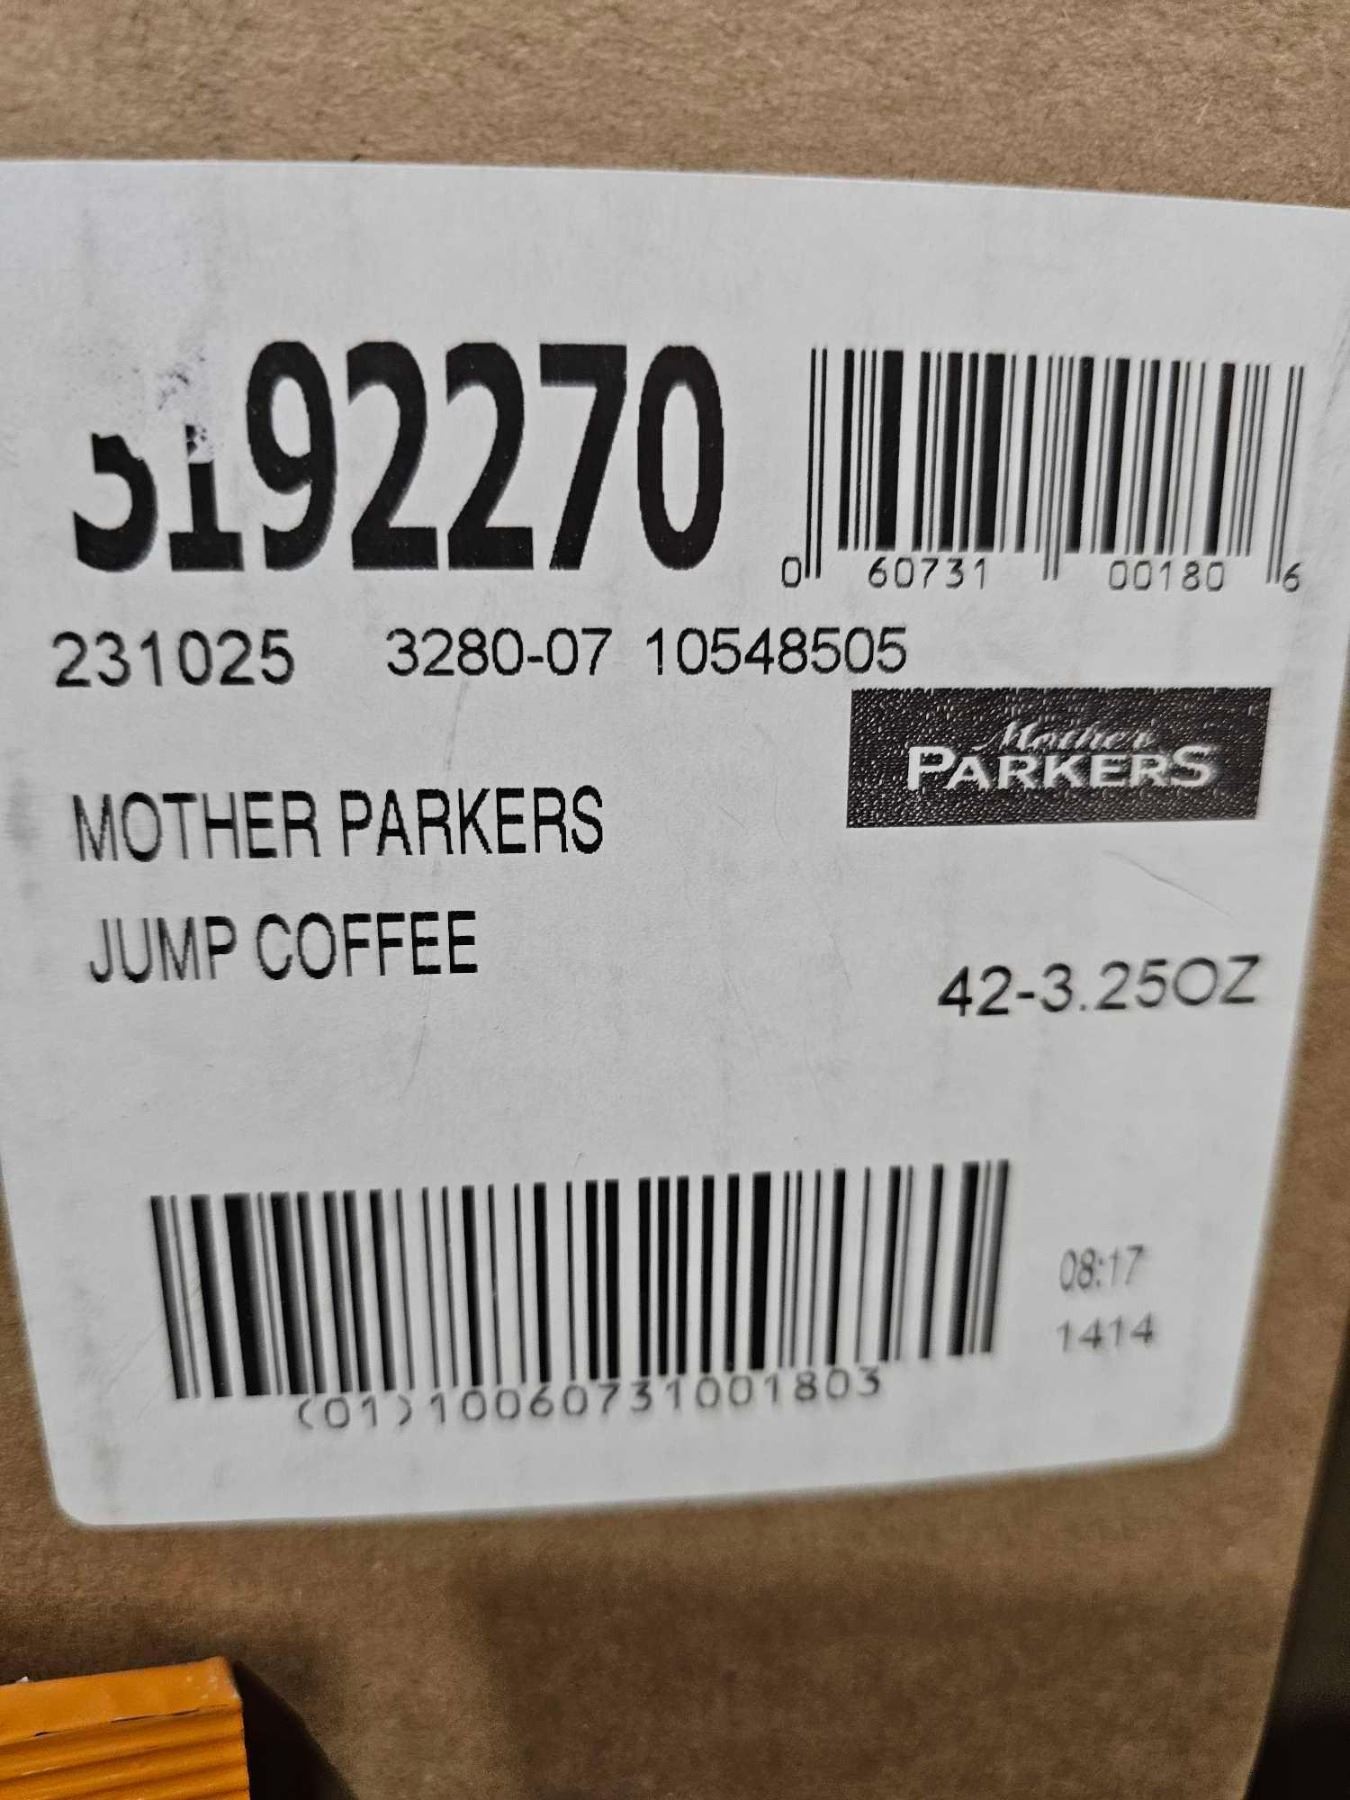 92270
0 60731 00180 6
231025 3280-07 10548505
Mother
PARKERS
MOTHER PARKERS
JUMP COFFEE
42-3.25OZ
(01)10060731001803
08:17
1414